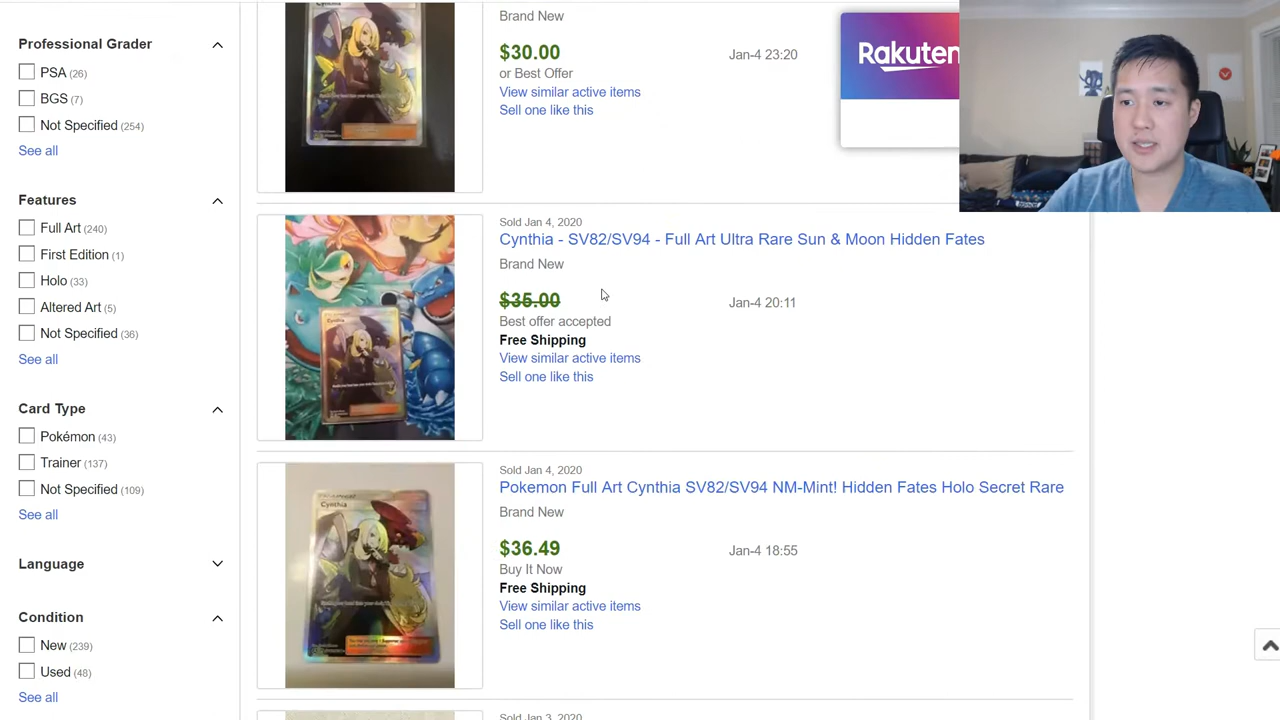 Professional Grader
PSA (26)
BGS (7)
Not Specified (254)
See all
Features
Full Art (240)
First Edition (1)
Holo (33)
Altered Art (5)
Not Specified (36)
See all
Card Type
Pokémon (43)
Trainer (137)
Not Specified (109)
See all
Language
Condition
New (239)
Used (48)
See all
Brand New
$30.00
Jan-4 23:20
or Best Offer
View similar active items
Sell one like this
Sold Jan 4, 2020
Cynthia - SV82/SV94 - Full Art Ultra Rare Sun & Moon Hidden Fates
Brand New
$35.00
Jan-4 20:11
Best offer accepted
Free Shipping
View similar active items
Sell one like this
Cynthia
Sold Jan 4, 2020
Pokemon Full Art Cynthia SV82/SV94 NM-Mint! Hidden Fates Holo Secret Rare
Brand New
$36.49
Jan-4 18:55
Buy It Now
Free Shipping
View similar active items
Sell one like this
Cynthia
Sold Jan 3, 2020
Rakuten